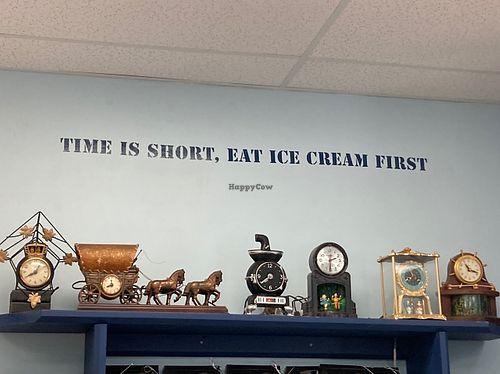 TIME IS SHORT, EAT ICE CREAM FIRST
HappyCow